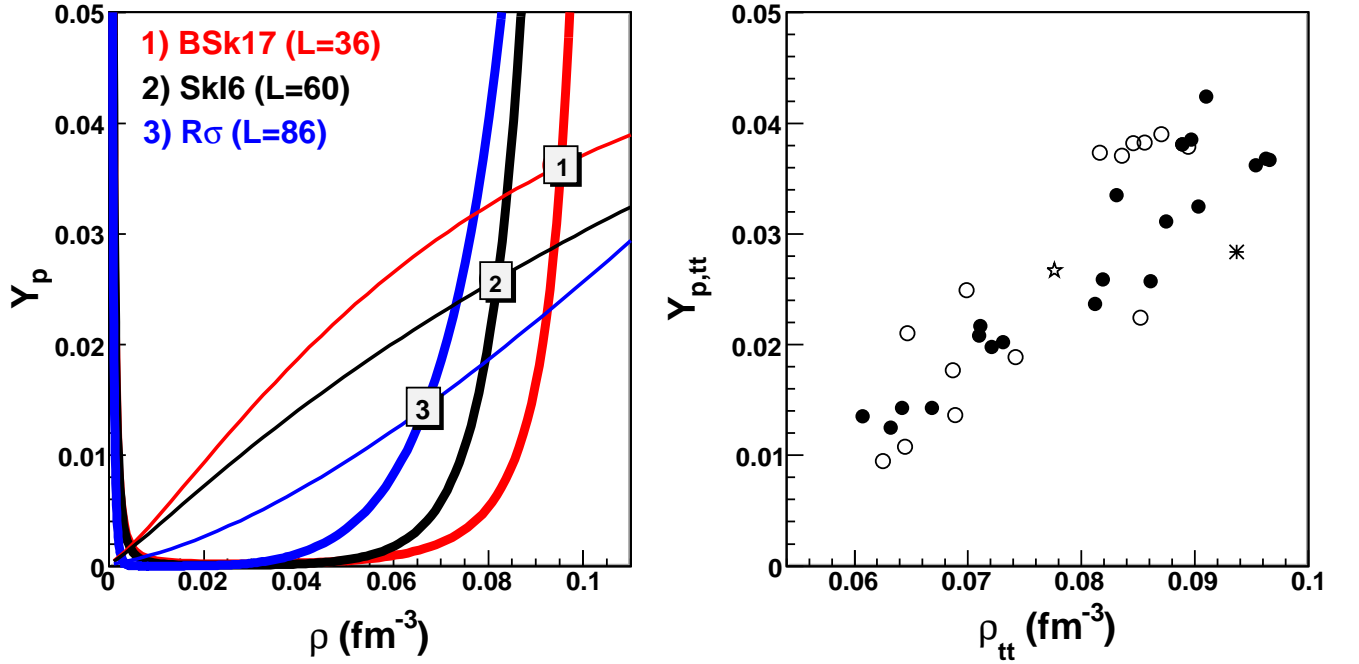 0.05
0.04
0.03
0.02
0.01
0
Y_p
1) BSk17 (L=36)
2) SkI6 (L=60)
3) Rσ (L=86)
1
2
3
0 0.02 0.04 0.06 0.08 0.1
ρ (fm⁻³)
0.05
0.04
0.03
0.02
0.01
0
Y_p,tt
0.06 0.07 0.08 0.09 0.1
ρ_tt (fm⁻³)